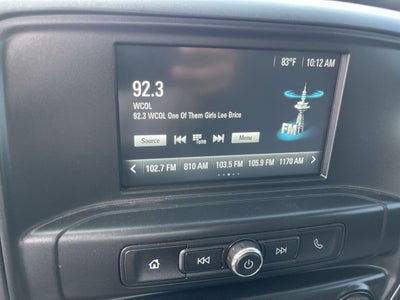 83°F 10:12 AM
92.3
WCOL
92.3 WCOL One Of Them Girls Lee Brice
FM
Source Tune Menu
102.7 FM 810 AM 103.5 FM 105.9 FM 1170 AM